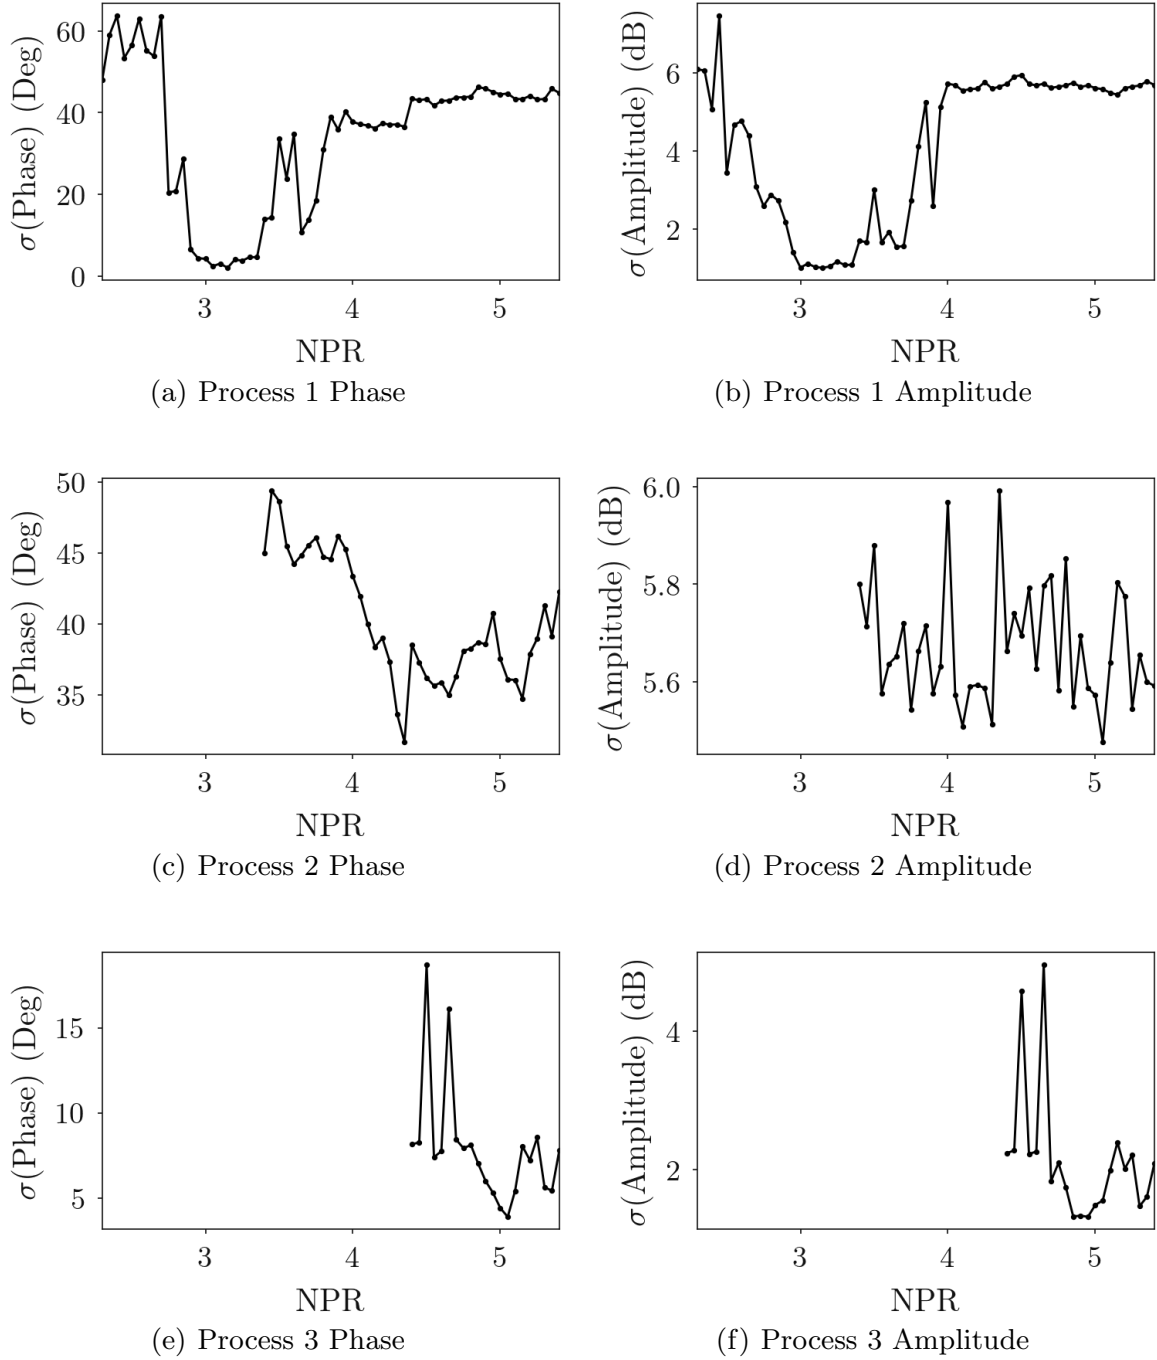 60
40
20
0
σ(Phase) (Deg)
3 4 5
NPR
(a) Process 1 Phase
6
4
2
σ(Amplitude) (dB)
3 4 5
NPR
(b) Process 1 Amplitude
50
45
40
35
σ(Phase) (Deg)
3 4 5
NPR
(c) Process 2 Phase
6.0
5.8
5.6
σ(Amplitude) (dB)
3 4 5
NPR
(d) Process 2 Amplitude
15
10
5
σ(Phase) (Deg)
3 4 5
NPR
(e) Process 3 Phase
4
2
σ(Amplitude) (dB)
3 4 5
NPR
(f) Process 3 Amplitude